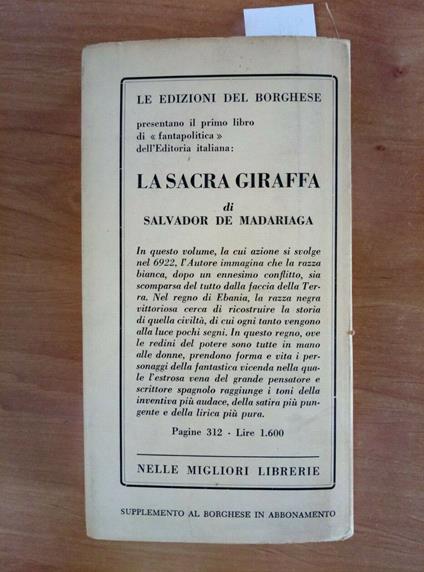 LE EDIZIONI DEL BORGHESE
presentano il primo libro
di « fantapolitica »
dell'Editoria italiana:
LA SACRA GIRAFFA
di
SALVADOR DE MADARIAGA
In questo volume, la cui azione si svolge
nel 6922, l'Autore immagina che la razza
bianca, dopo un ennesimo conflitto, sia
scomparsa del tutto dalla faccia della Ter-
ra. Nel regno di Ebania, la razza negra
vittoriosa cerca di ricostruire la storia
di quella civiltà, di cui ogni tanto vengono
alla luce pochi segni. In questo regno, ove
le redini del potere sono tutte in mano
alle donne, prendono forma e vita i per-
sonaggi della fantastica vicenda nella qua-
le l'estrosa vena del grande pensatore e
scrittore spagnolo raggiunge i toni della
inventiva più audace, della satira più pun-
gente e della lirica più pura.
Pagine 312 - Lire 1.600
NELLE MIGLIORI LIBRERIE
SUPPLEMENTO AL BORGHESE IN ABBONAMENTO